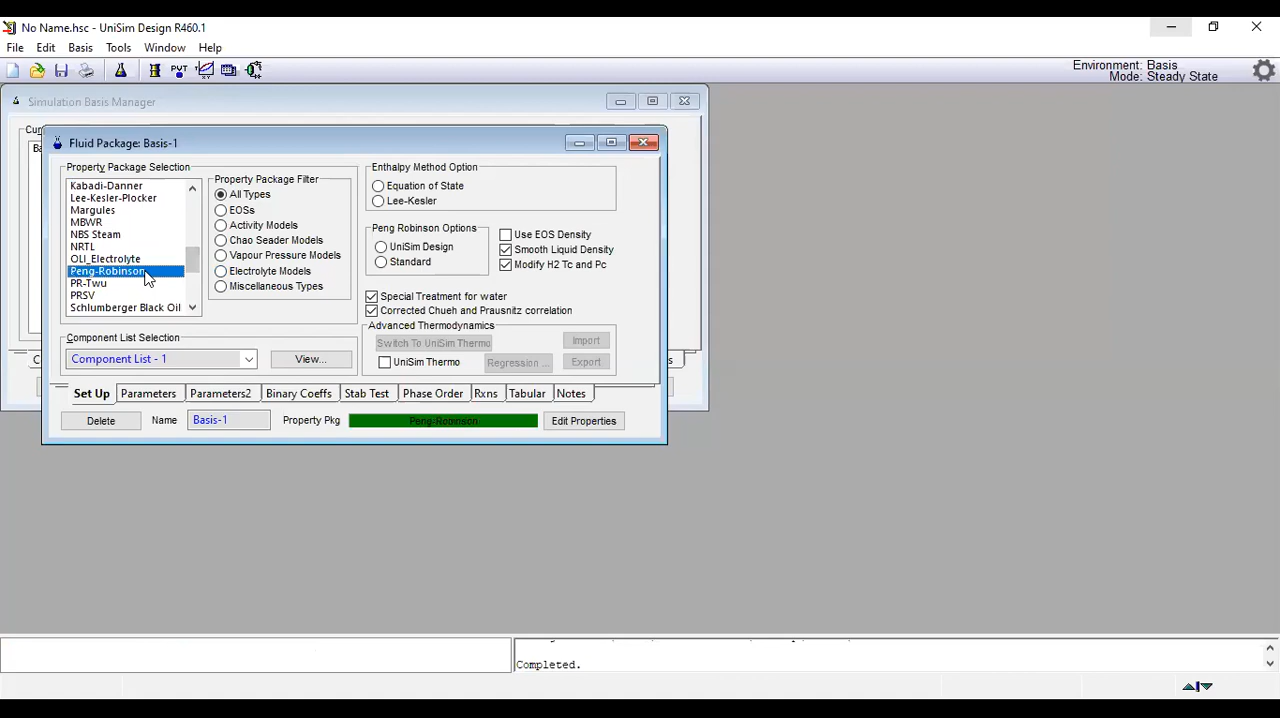 No Name.hsc - UniSim Design R460.1
File Edit Basis Tools Window Help
Environment: Basis
Mode: Steady State
Simulation Basis Manager
Fluid Package: Basis-1
Property Package Selection
Kabadi-Danner
Lee-Kesler-Plocker
Margules
MBWR
NBS Steam
NRTL
OLI_Electrolyte
Peng-Robinson
PR-Twu
PRSV
Schlumberger Black Oil
Property Package Filter
All Types
EOSs
Activity Models
Chao Seader Models
Vapour Pressure Models
Electrolyte Models
Miscellaneous Types
Enthalpy Method Option
Equation of State
Lee-Kesler
Peng Robinson Options
UniSim Design
Standard
Use EOS Density
Smooth Liquid Density
Modify H2 Tc and Pc
Special Treatment for water
Corrected Chueh and Prausnitz correlation
Advanced Thermodynamics
Switch To UniSim Thermo
Import
UniSim Thermo
Regression ...
Export
Component List Selection
Component List - 1
View...
Set Up Parameters Parameters2 Binary Coeffs Stab Test Phase Order Rxns Tabular Notes
Delete Name Basis-1 Property Pkg Peng-Robinson Edit Properties
Completed.